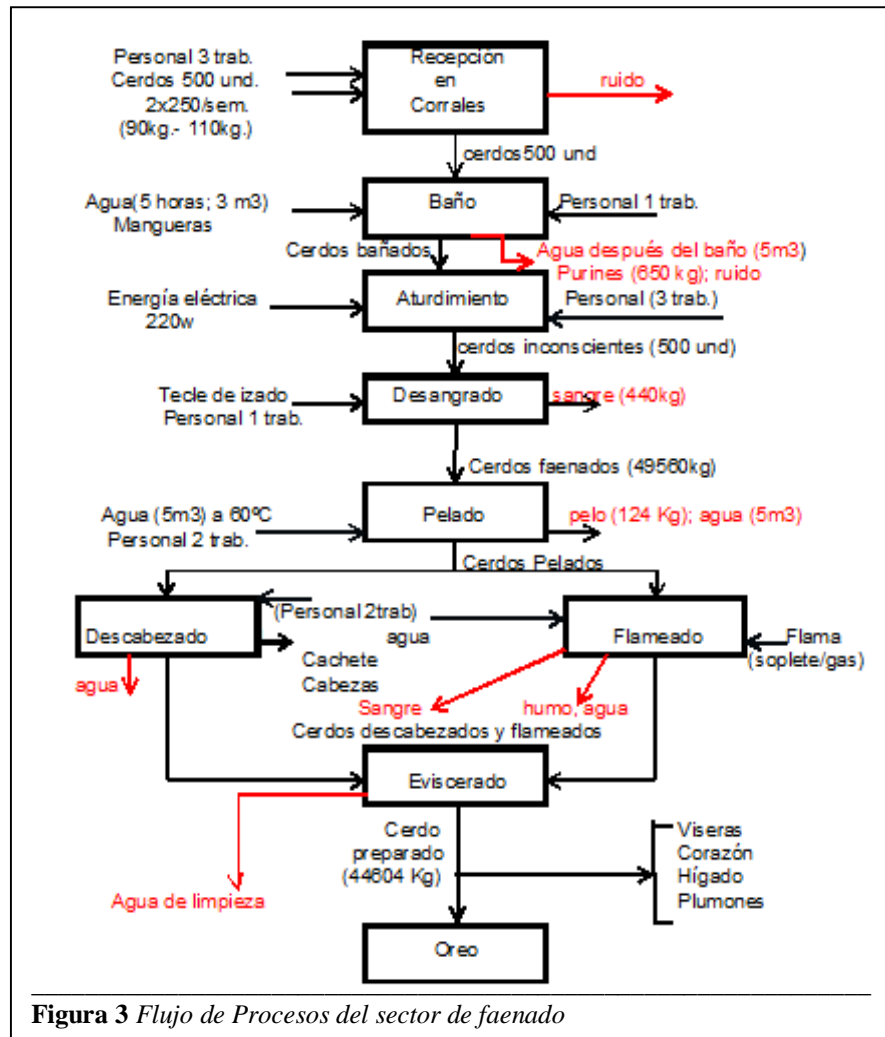 Personal 3 trab.
Cerdos 500 und.
2x250/sem.
(90kg.- 110kg.)
Recepción
en
Corrales
ruido
cerdos500 und
Agua(5 horas; 3 m3)
Mangueras
Baño
Personal 1 trab.
Cerdos bañados
Agua después del baño (5m3)
Purines (650 kg); ruido
Energía eléctrica
220w
Aturdimiento
Personal (3 trab.)
cerdos inconscientes (500 und)
Tecle de izado
Personal 1 trab.
Desangrado
sangre (440kg)
Cerdos faenados (49560kg)
Agua (5m3) a 60ºC
Personal 2 trab.
Pelado
pelo (124 Kg); agua (5m3)
Cerdos Pelados
Descabezado
(Personal 2trab)
agua
Cachete
Cabezas
Flameado
Flama
(soplete/gas)
agua
Sangre
humo, agua
Cerdos descabezados y flameados
Eviscerado
Agua de limpieza
Cerdo
preparado
(44604 Kg)
Viseras
Corazón
Hígado
Plumones
Oreo
Figura 3 Flujo de Procesos del sector de faenado